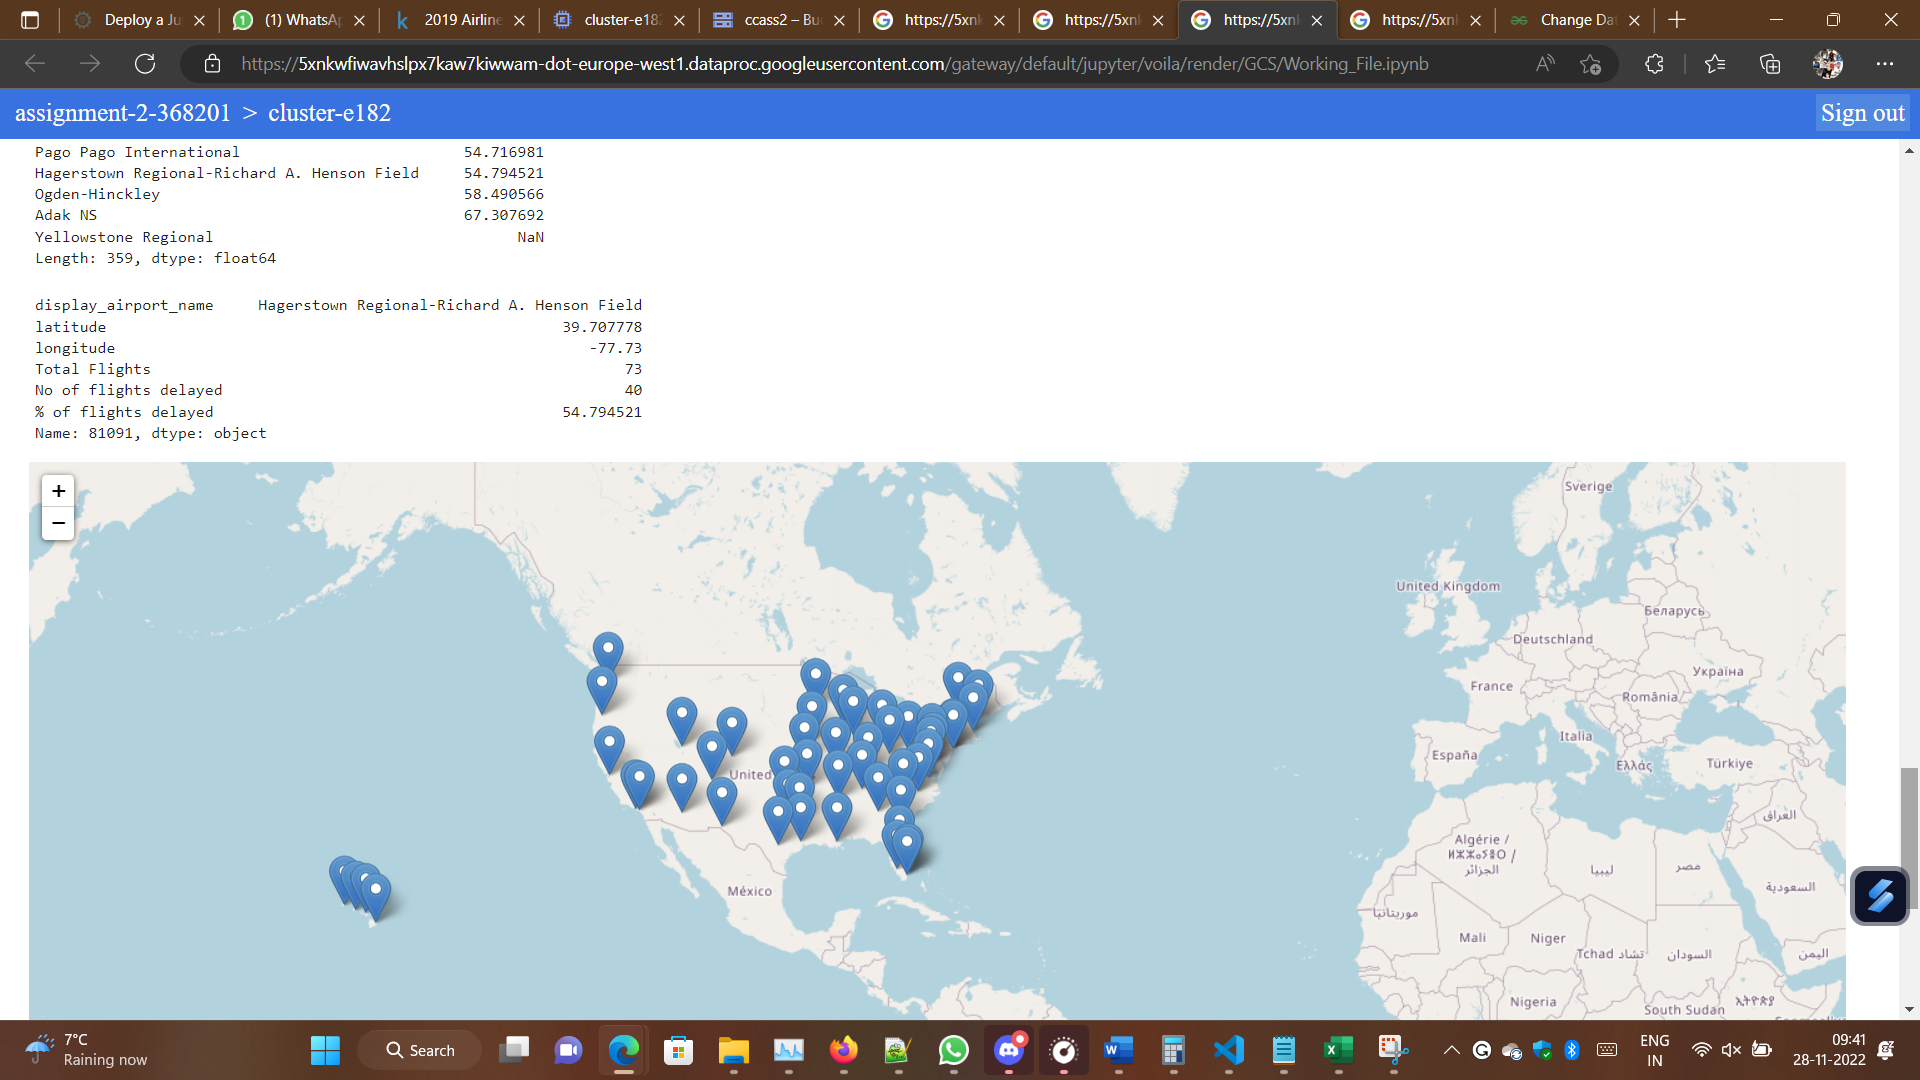 Deploy a Ju
(1) WhatsAp
2019 Airline
cluster-e182
ccass2 – Bu
https://5xnk
https://5xnk
https://5xnk
https://5xnk
Change Dat
https://5xnkwfiwavhslpx7kaw7kiwwam-dot-europe-west1.dataproc.googleusercontent.com/gateway/default/jupyter/voila/render/GCS/Working_File.ipynb
assignment-2-368201 > cluster-e182
Sign out
Pago Pago International 54.716981
Hagerstown Regional-Richard A. Henson Field 54.794521
Ogden-Hinckley 58.490566
Adak NS 67.307692
Yellowstone Regional NaN
Length: 359, dtype: float64
display_airport_name Hagerstown Regional-Richard A. Henson Field
latitude 39.707778
longitude -77.73
Total Flights 73
No of flights delayed 40
% of flights delayed 54.794521
Name: 81091, dtype: object
+
−
Sverige
United Kingdom
Беларусь
Deutschland
Україна
France
România
Italia
España
Ελλάς
Türkiye
United
العراق
Algérie /
ⵍⵣⵣⴰⵢⴻⵔ /
الجزائر
ليبيا
مصر
السعودية
México
موريتانيا
Mali
Niger
Tchad تشاد
السودان
اليمن
Nigeria
South Sudan
ኢትዮጵያ
7°C
Raining now
Search
ENG
IN
09:41
28-11-2022